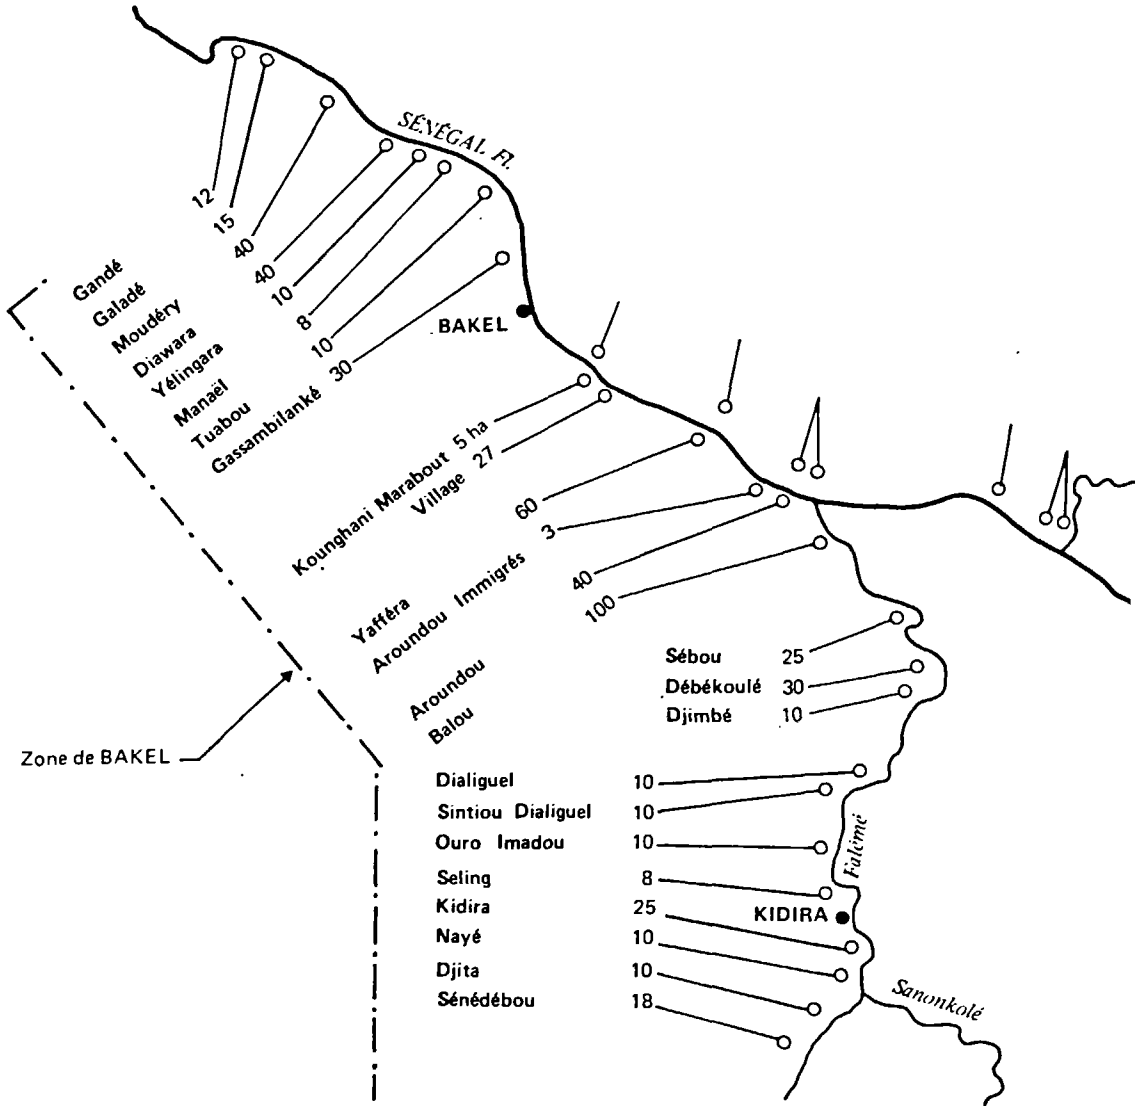 SÉNÉGAL Fl.
Gandé 12
Galadé 15
Moudéry 40
Diawara 40
Yélingara 10
Manaël 8
Tuabou 10
Gassambilanké 30
BAKEL
Kounghani Marabout 5 ha
Village 27
Yafféra 60
Aroundou Immigrés 3
Aroundou 40
Balou 100
Sébou 25
Débékoulé 30
Djimbé 10
Zone de BAKEL
Dialiguel 10
Sintiou Dialiguel 10
Ouro Imadou 10
Falémé
Seling 8
Kidira 25
KIDIRA
Nayé 10
Djita 10
Sénédébou 18
Sanonkolé